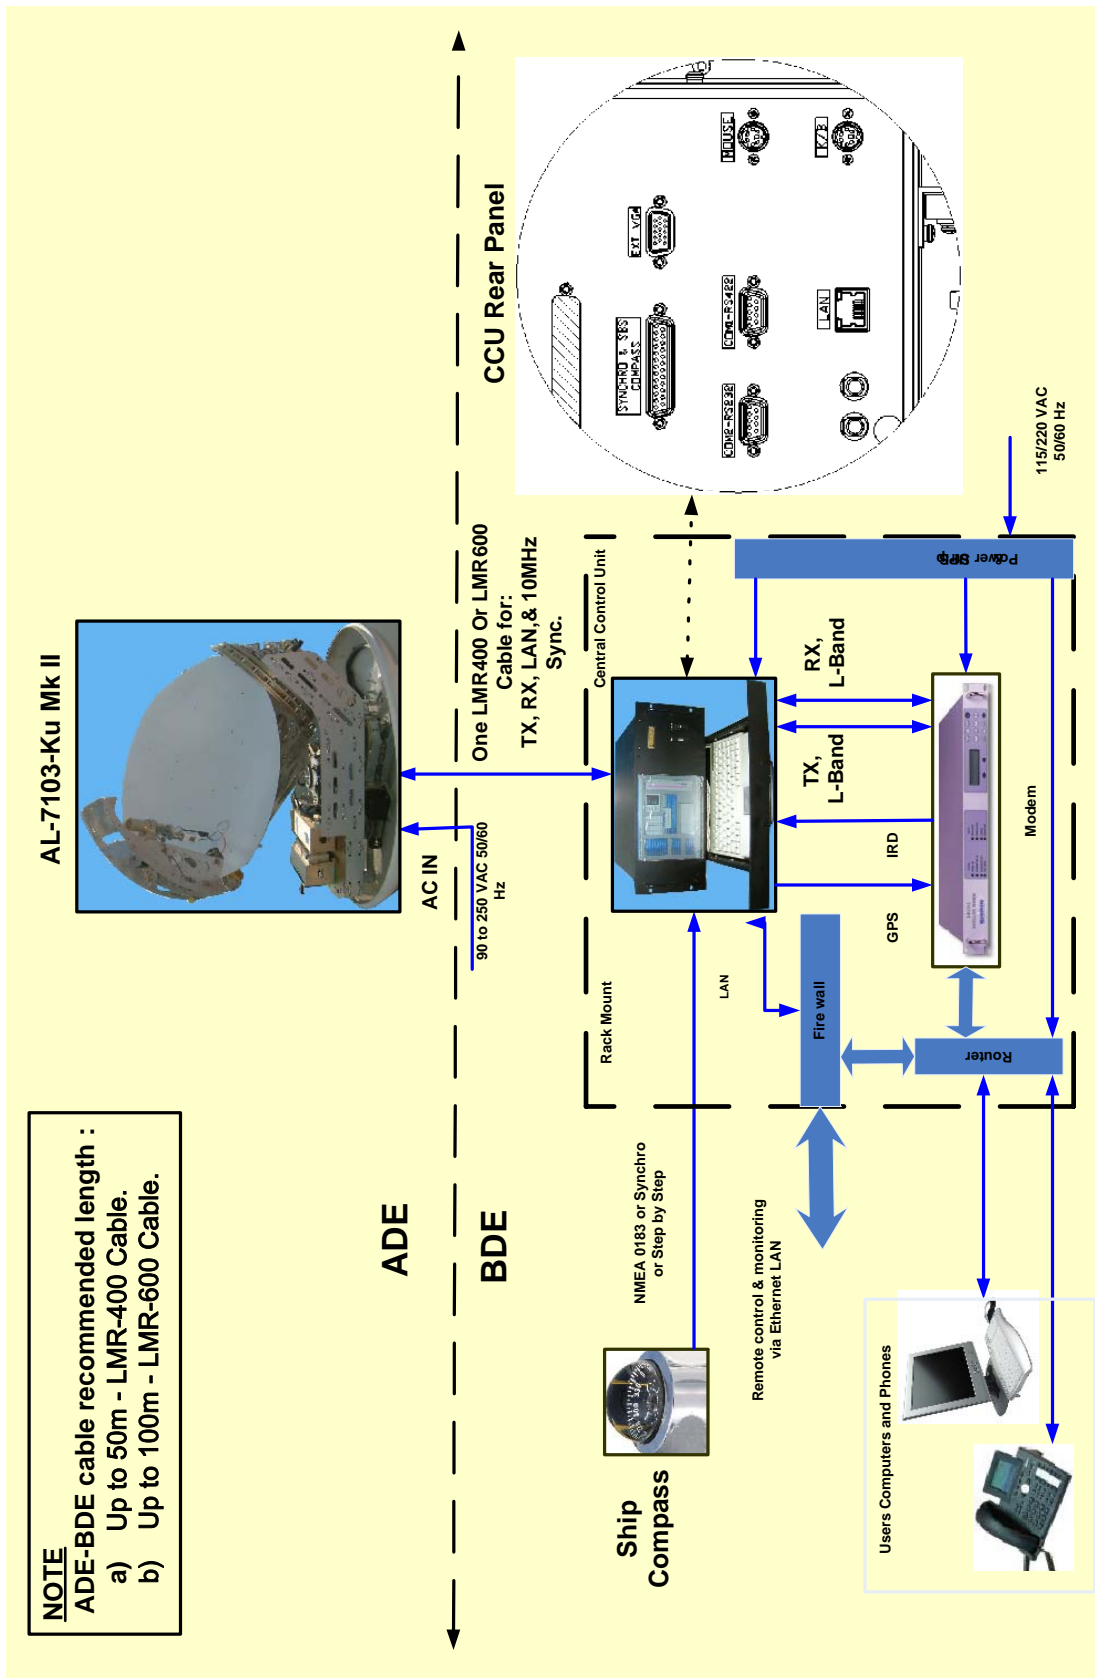 NOTE
ADE-BDE cable recommended length :
a) Up to 50m - LMR-400 Cable.
b) Up to 100m - LMR-600 Cable.
AL-7103-Ku Mk II
AC IN
90 to 250 VAC 50/60
Hz
ADE
BDE
One LMR400 Or LMR600
Cable for:
TX, RX, LAN,& 10MHz
Sync.
CCU Rear Panel
SYNCHRO & SBS
COMPASS
EXT VGA
MOUSE
COM2-RS232
COM1-RS422
K/B
LAN
Ship
Compass
NMEA 0183 or Synchro
or Step by Step
Rack Mount
Central Control Unit
LAN
Fire wall
Remote control & monitoring
via Ethernet LAN
GPS
IRD
TX,
L-Band
RX,
L-Band
Modem
Router
Power Strip
& UPS
115/220 VAC
50/60 Hz
Users Computers and Phones